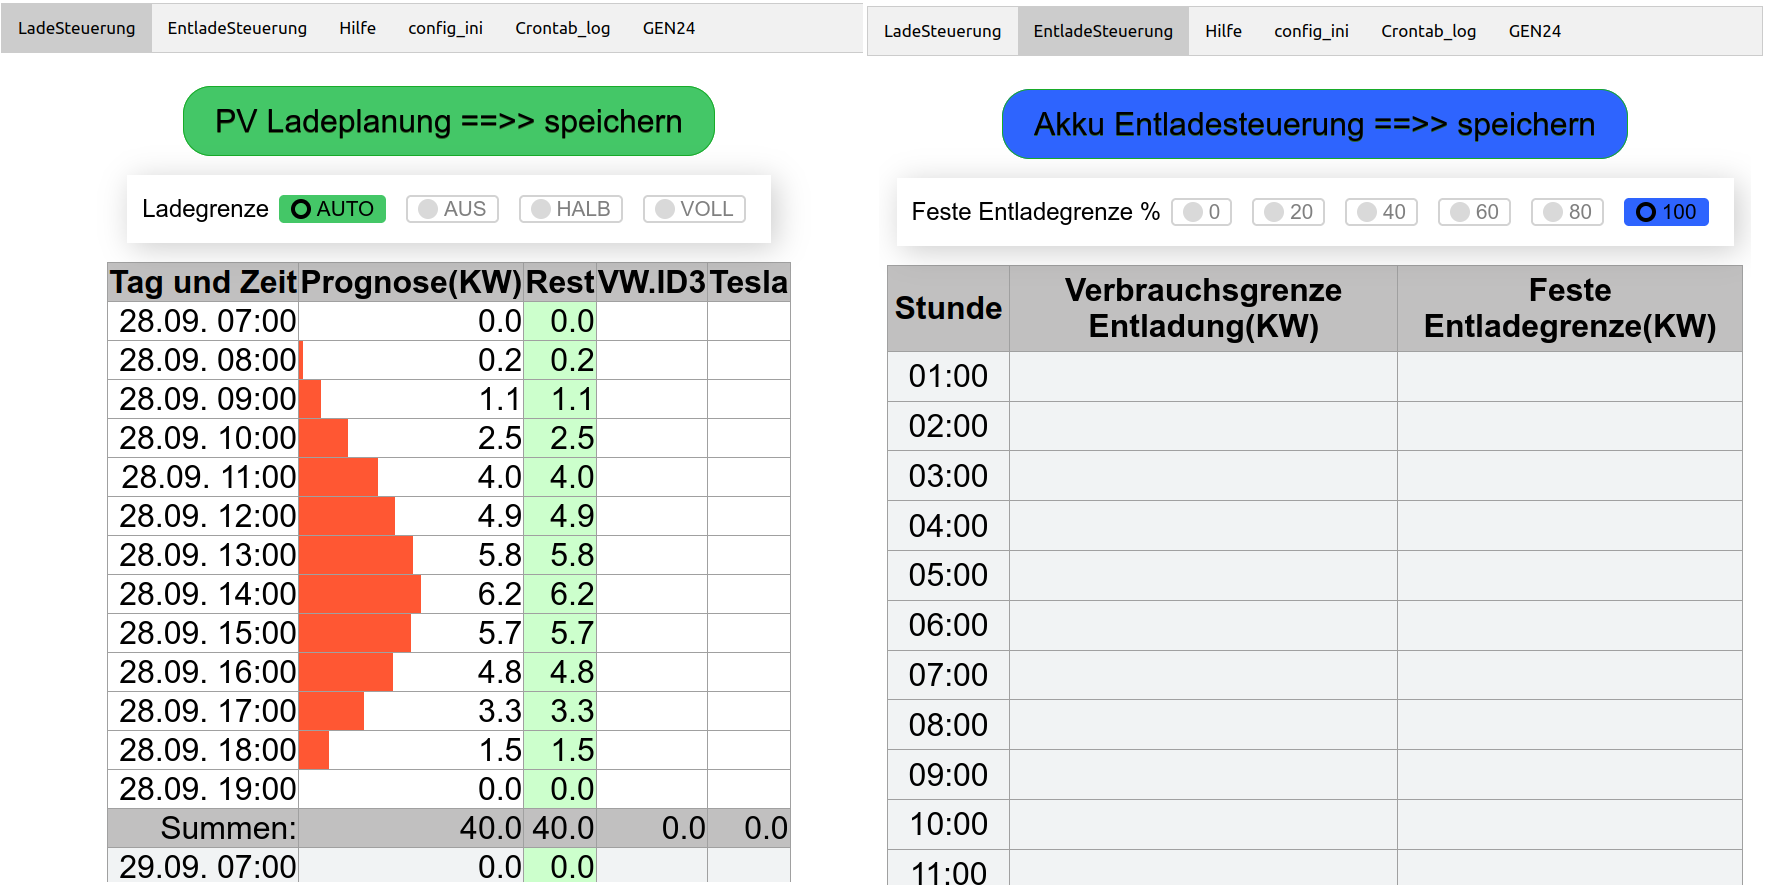 LadeSteuerung EntladeSteuerung Hilfe config_ini Crontab_log GEN24
PV Ladeplanung ==>> speichern
Ladegrenze AUTO AUS HALB VOLL
Tag und Zeit Prognose(KW) Rest VW.ID3 Tesla
28.09. 07:00 0.0 0.0
28.09. 08:00 0.2 0.2
28.09. 09:00 1.1 1.1
28.09. 10:00 2.5 2.5
28.09. 11:00 4.0 4.0
28.09. 12:00 4.9 4.9
28.09. 13:00 5.8 5.8
28.09. 14:00 6.2 6.2
28.09. 15:00 5.7 5.7
28.09. 16:00 4.8 4.8
28.09. 17:00 3.3 3.3
28.09. 18:00 1.5 1.5
28.09. 19:00 0.0 0.0
Summen: 40.0 40.0 0.0 0.0
29.09. 07:00 0.0 0.0
LadeSteuerung EntladeSteuerung Hilfe config_ini Crontab_log GEN24
Akku Entladesteuerung ==>> speichern
Feste Entladegrenze % 0 20 40 60 80 100
Stunde Verbrauchsgrenze Feste
Entladung(KW) Entladegrenze(KW)
01:00
02:00
03:00
04:00
05:00
06:00
07:00
08:00
09:00
10:00
11:00